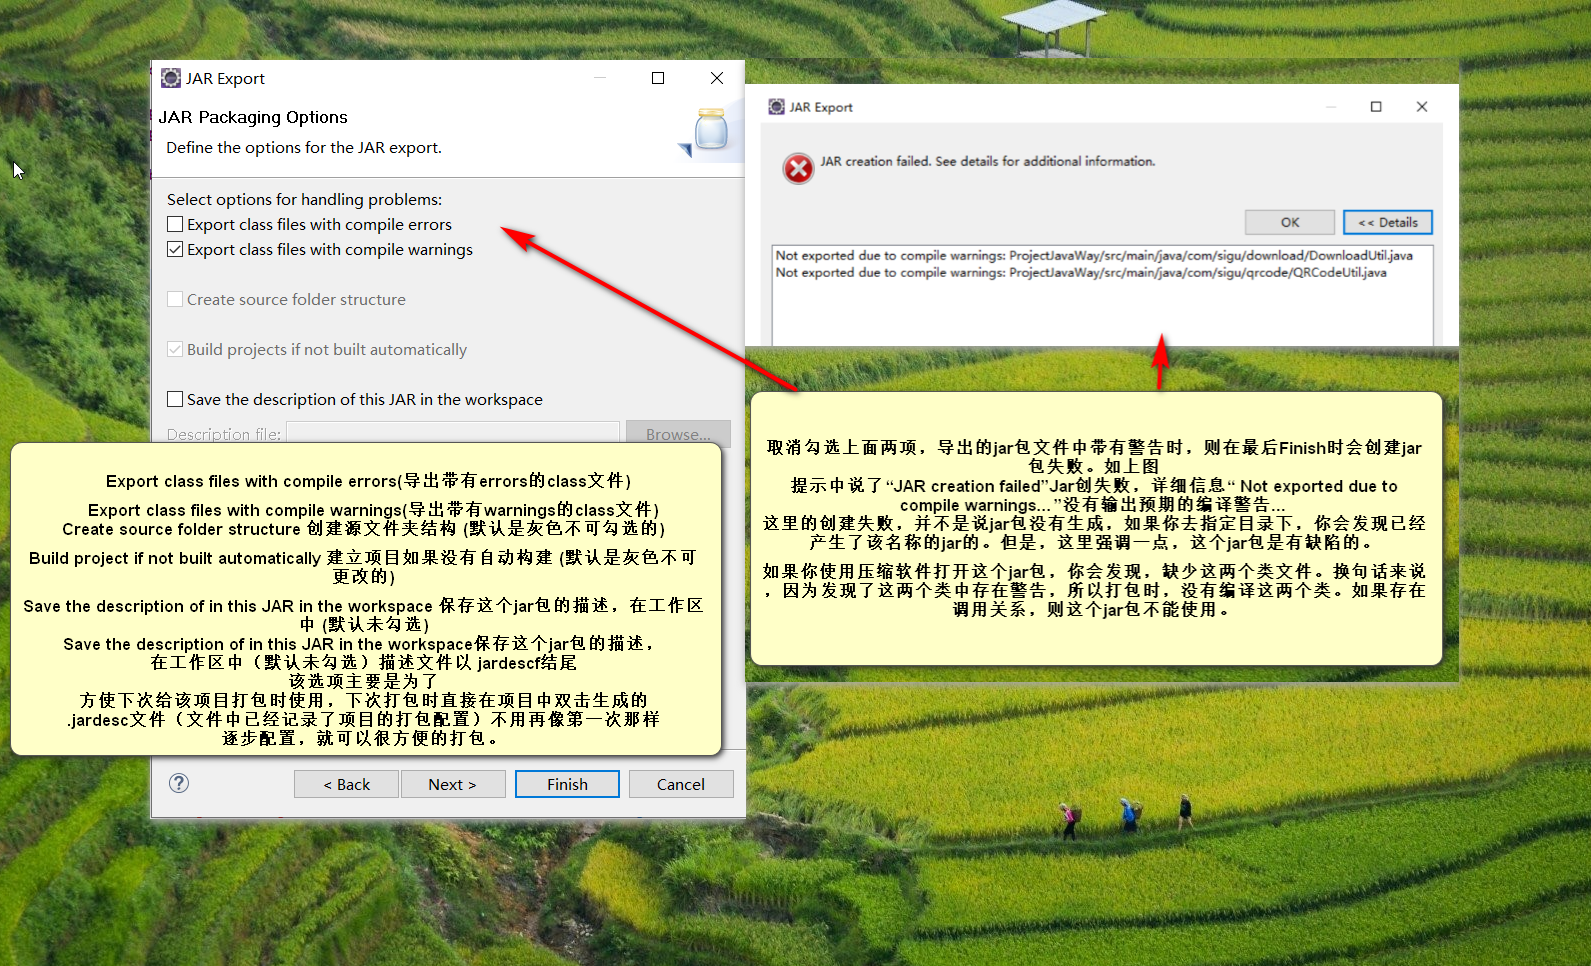 JAR Export
JAR Packaging Options
Define the options for the JAR export.
Select options for handling problems:
Export class files with compile errors
Export class files with compile warnings
Create source folder structure
Build projects if not built automatically
Save the description of this JAR in the workspace
Description file:
Browse...
Export class files with compile errors(导出带有errors的class文件)
Export class files with compile warnings(导出带有warnings的class文件)
Create source folder structure 创建源文件夹结构 (默认是灰色不可勾选的)
Build project if not built automatically 建立项目如果没有自动构建 (默认是灰色不可
更改的)
Save the description of in this JAR in the workspace 保存这个jar包的描述，在工作区
中 (默认未勾选)
Save the description of in this JAR in the workspace保存这个jar包的描述，
在工作区中（默认未勾选）描述文件以 jardescf结尾
该选项主要是为了
方使下次给该项目打包时使用，下次打包时直接在项目中双击生成的
.jardesc文件（文件中已经记录了项目的打包配置）不用再像第一次那样
逐步配置，就可以很方便的打包。
< Back
Next >
Finish
Cancel
JAR Export
JAR creation failed. See details for additional information.
OK
<< Details
Not exported due to compile warnings: ProjectJavaWay/src/main/java/com/sigu/download/DownloadUtil.java
Not exported due to compile warnings: ProjectJavaWay/src/main/java/com/sigu/qrcode/QRCodeUtil.java
取消勾选上面两项，导出的jar包文件中带有警告时，则在最后Finish时会创建jar
包失败。如上图
提示中说了“JAR creation failed”Jar创失败，详细信息“ Not exported due to
compile warnings... ”没有输出预期的编译警告...
这里的创建失败，并不是说jar包没有生成，如果你去指定目录下，你会发现已经
产生了该名称的jar的。但是，这里强调一点，这个jar包是有缺陷的。
如果你使用压缩软件打开这个jar包，你会发现，缺少这两个类文件。换句话来说
，因为发现了这两个类中存在警告，所以打包时，没有编译这两个类。如果存在
调用关系，则这个jar包不能使用。